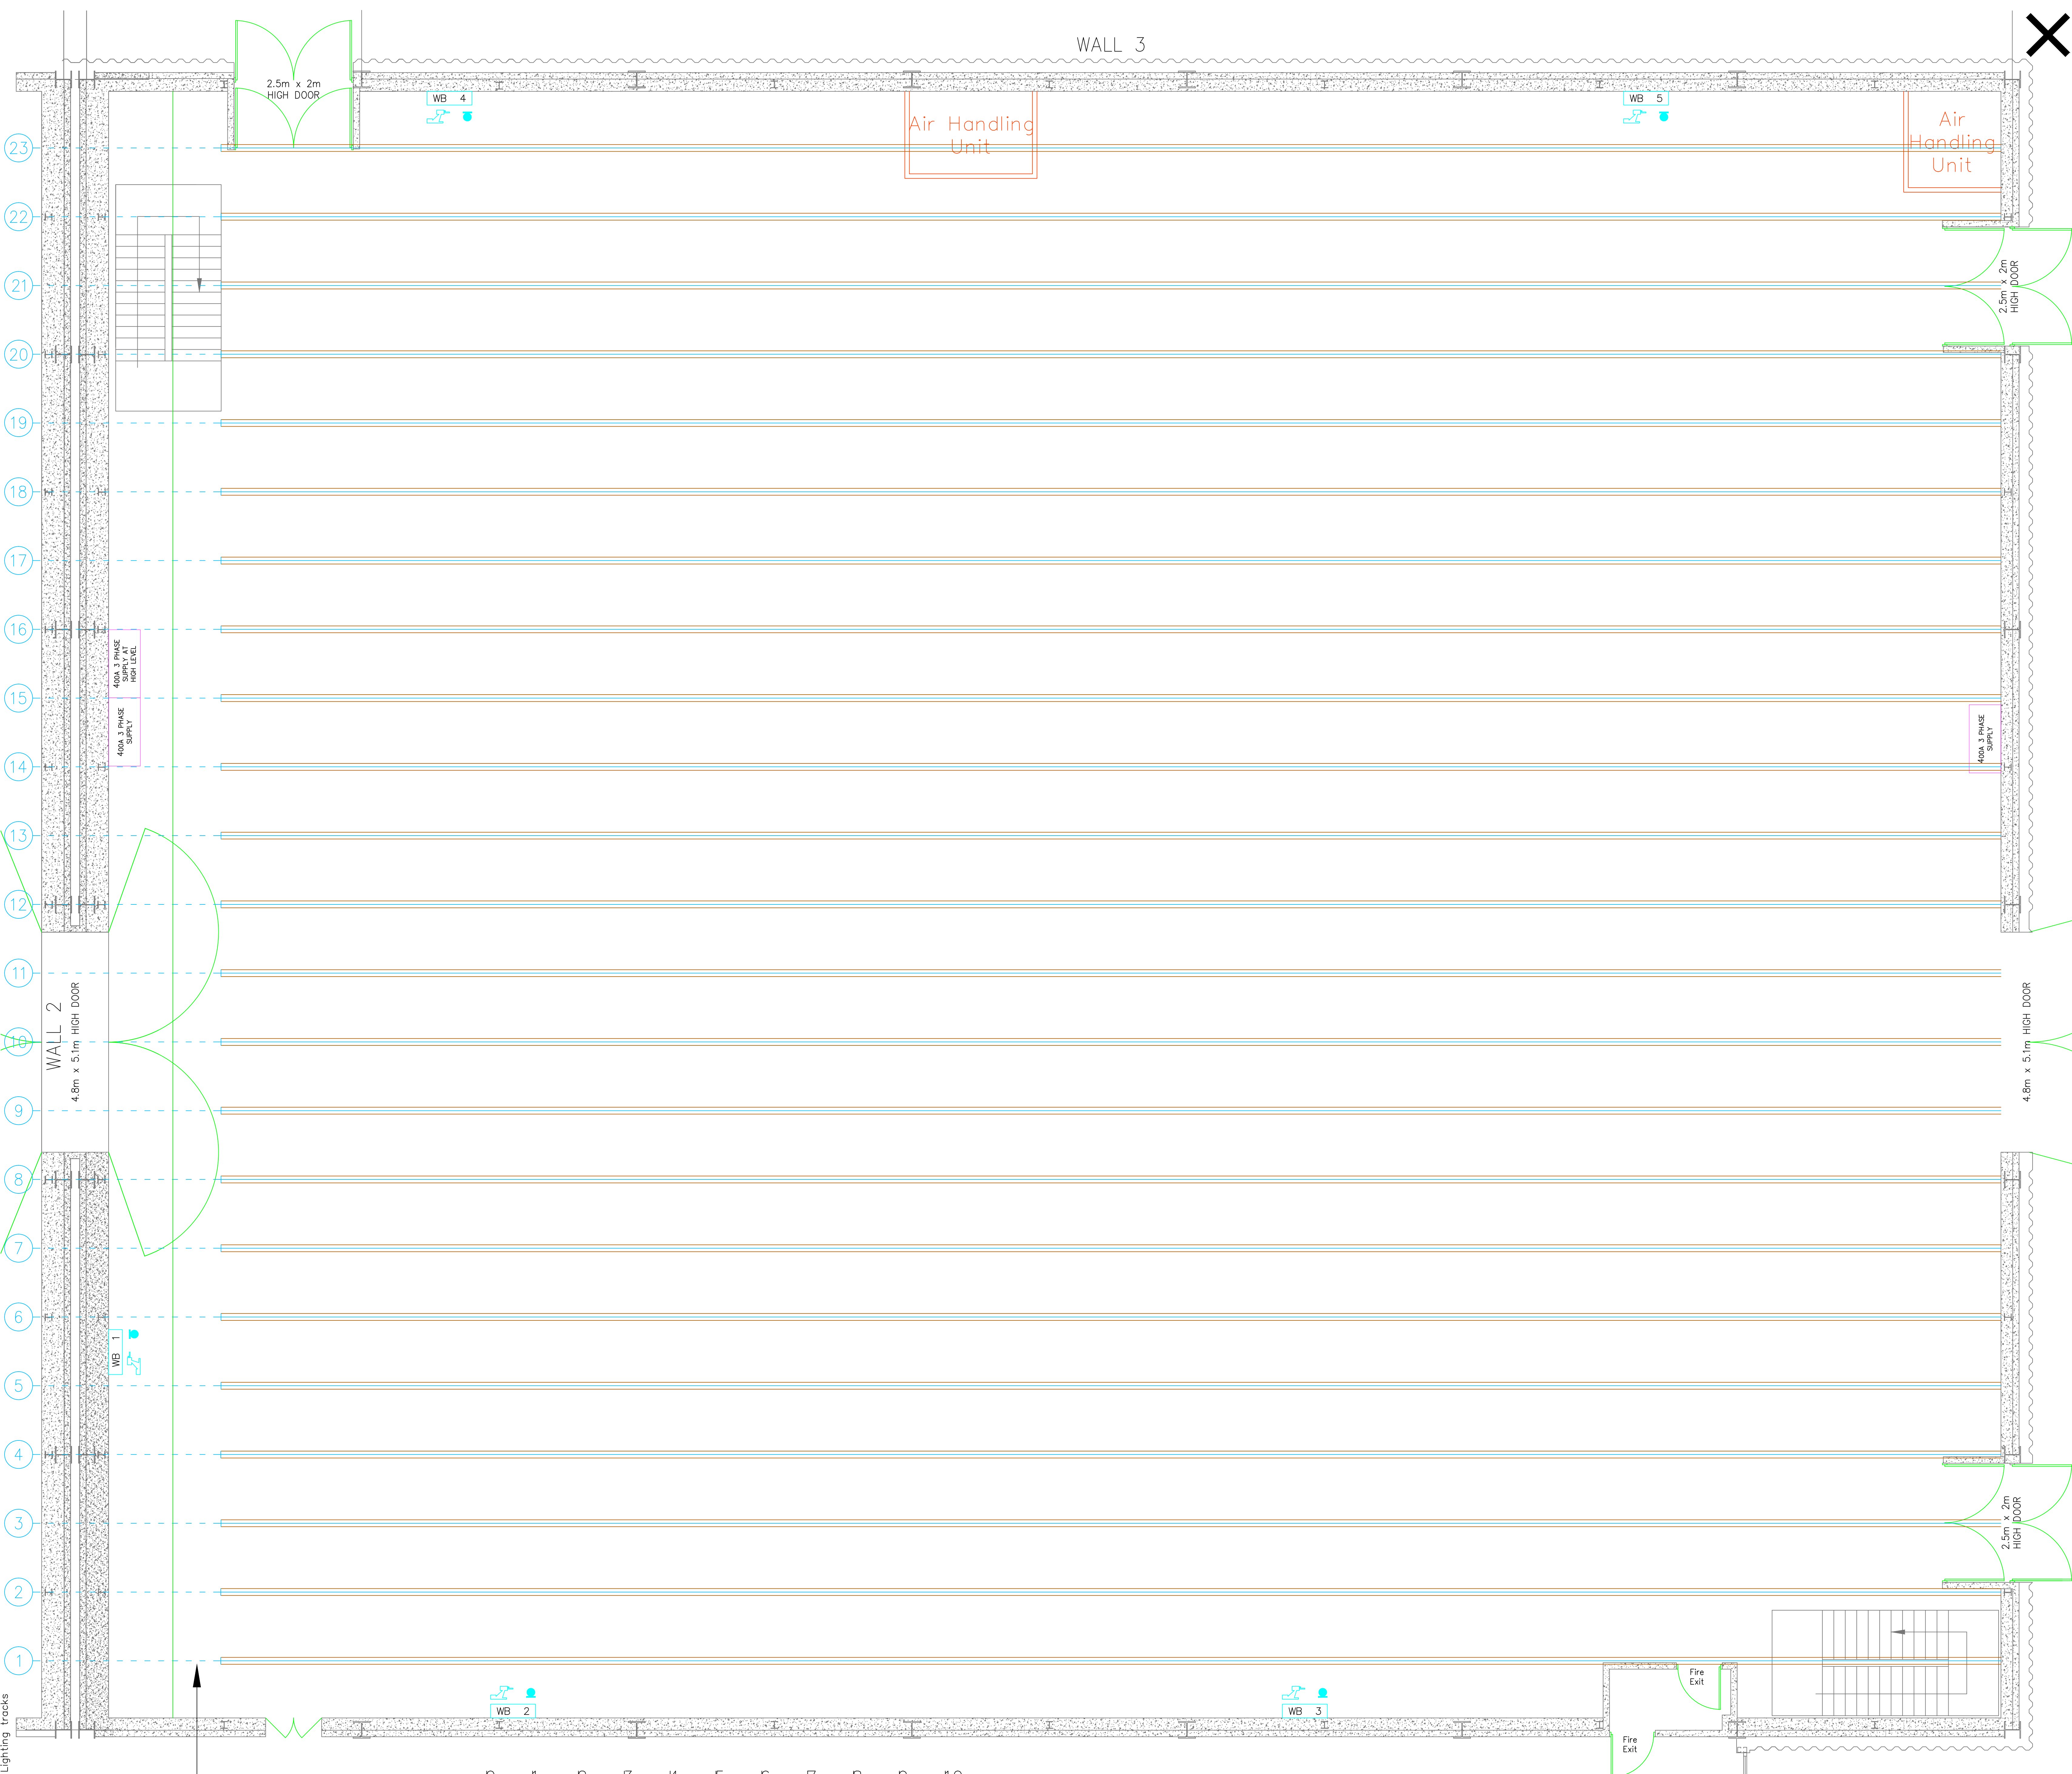 WALL 3
2.5m x 2m
HIGH DOOR
WB 4
Air Handling
Unit
WB 5
Air
Handling
Unit
23
22
21
2.5m x 2m
HIGH DOOR
20
19
18
17
16
400A 3 PHASE
SUPPLY AT
HIGH LEVEL
15
400A 3 PHASE
SUPPLY
400A 3 PHASE
SUPPLY
14
13
12
11
WALL 2
4.8m x 5.1m HIGH DOOR
4.8m x 5.1m HIGH DOOR
10
9
8
7
6
WB 1
5
4
3
2.5m x 2m
HIGH DOOR
2
1
Fire
Exit
Lighting tracks
WB 2
WB 3
Fire
Exit